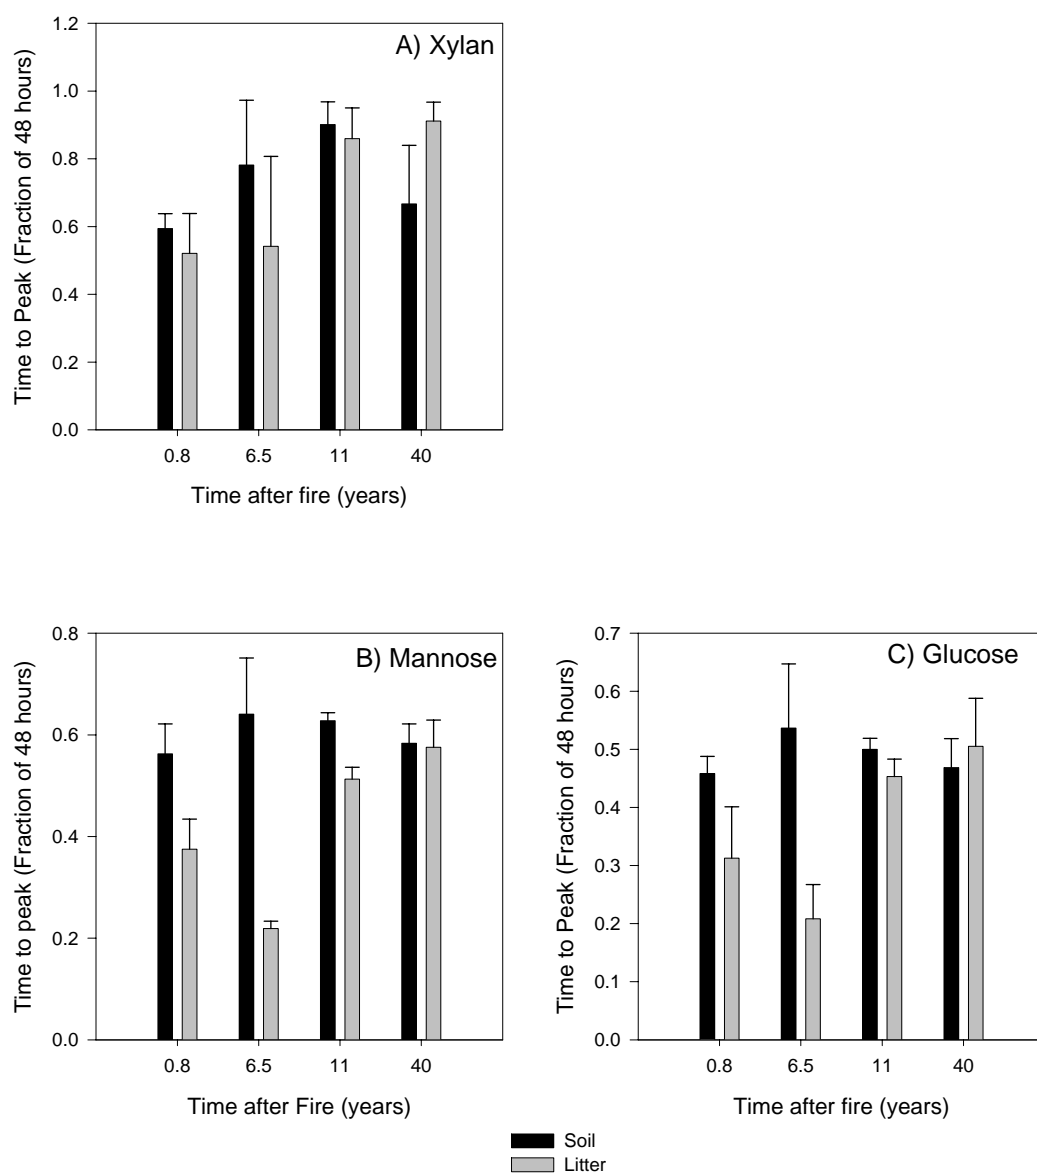 A) Xylan
Time to Peak (Fraction of 48 hours)
1.2
1.0
0.8
0.6
0.4
0.2
0.0
0.8 6.5 11 40
Time after fire (years)
B) Mannose
Time to peak (Fraction of 48 hours)
0.8
0.6
0.4
0.2
0.0
0.8 6.5 11 40
Time after Fire (years)
C) Glucose
Time to Peak (Fraction of 48 hours)
0.7
0.6
0.5
0.4
0.3
0.2
0.1
0.0
0.8 6.5 11 40
Time after fire (years)
Soil
Litter